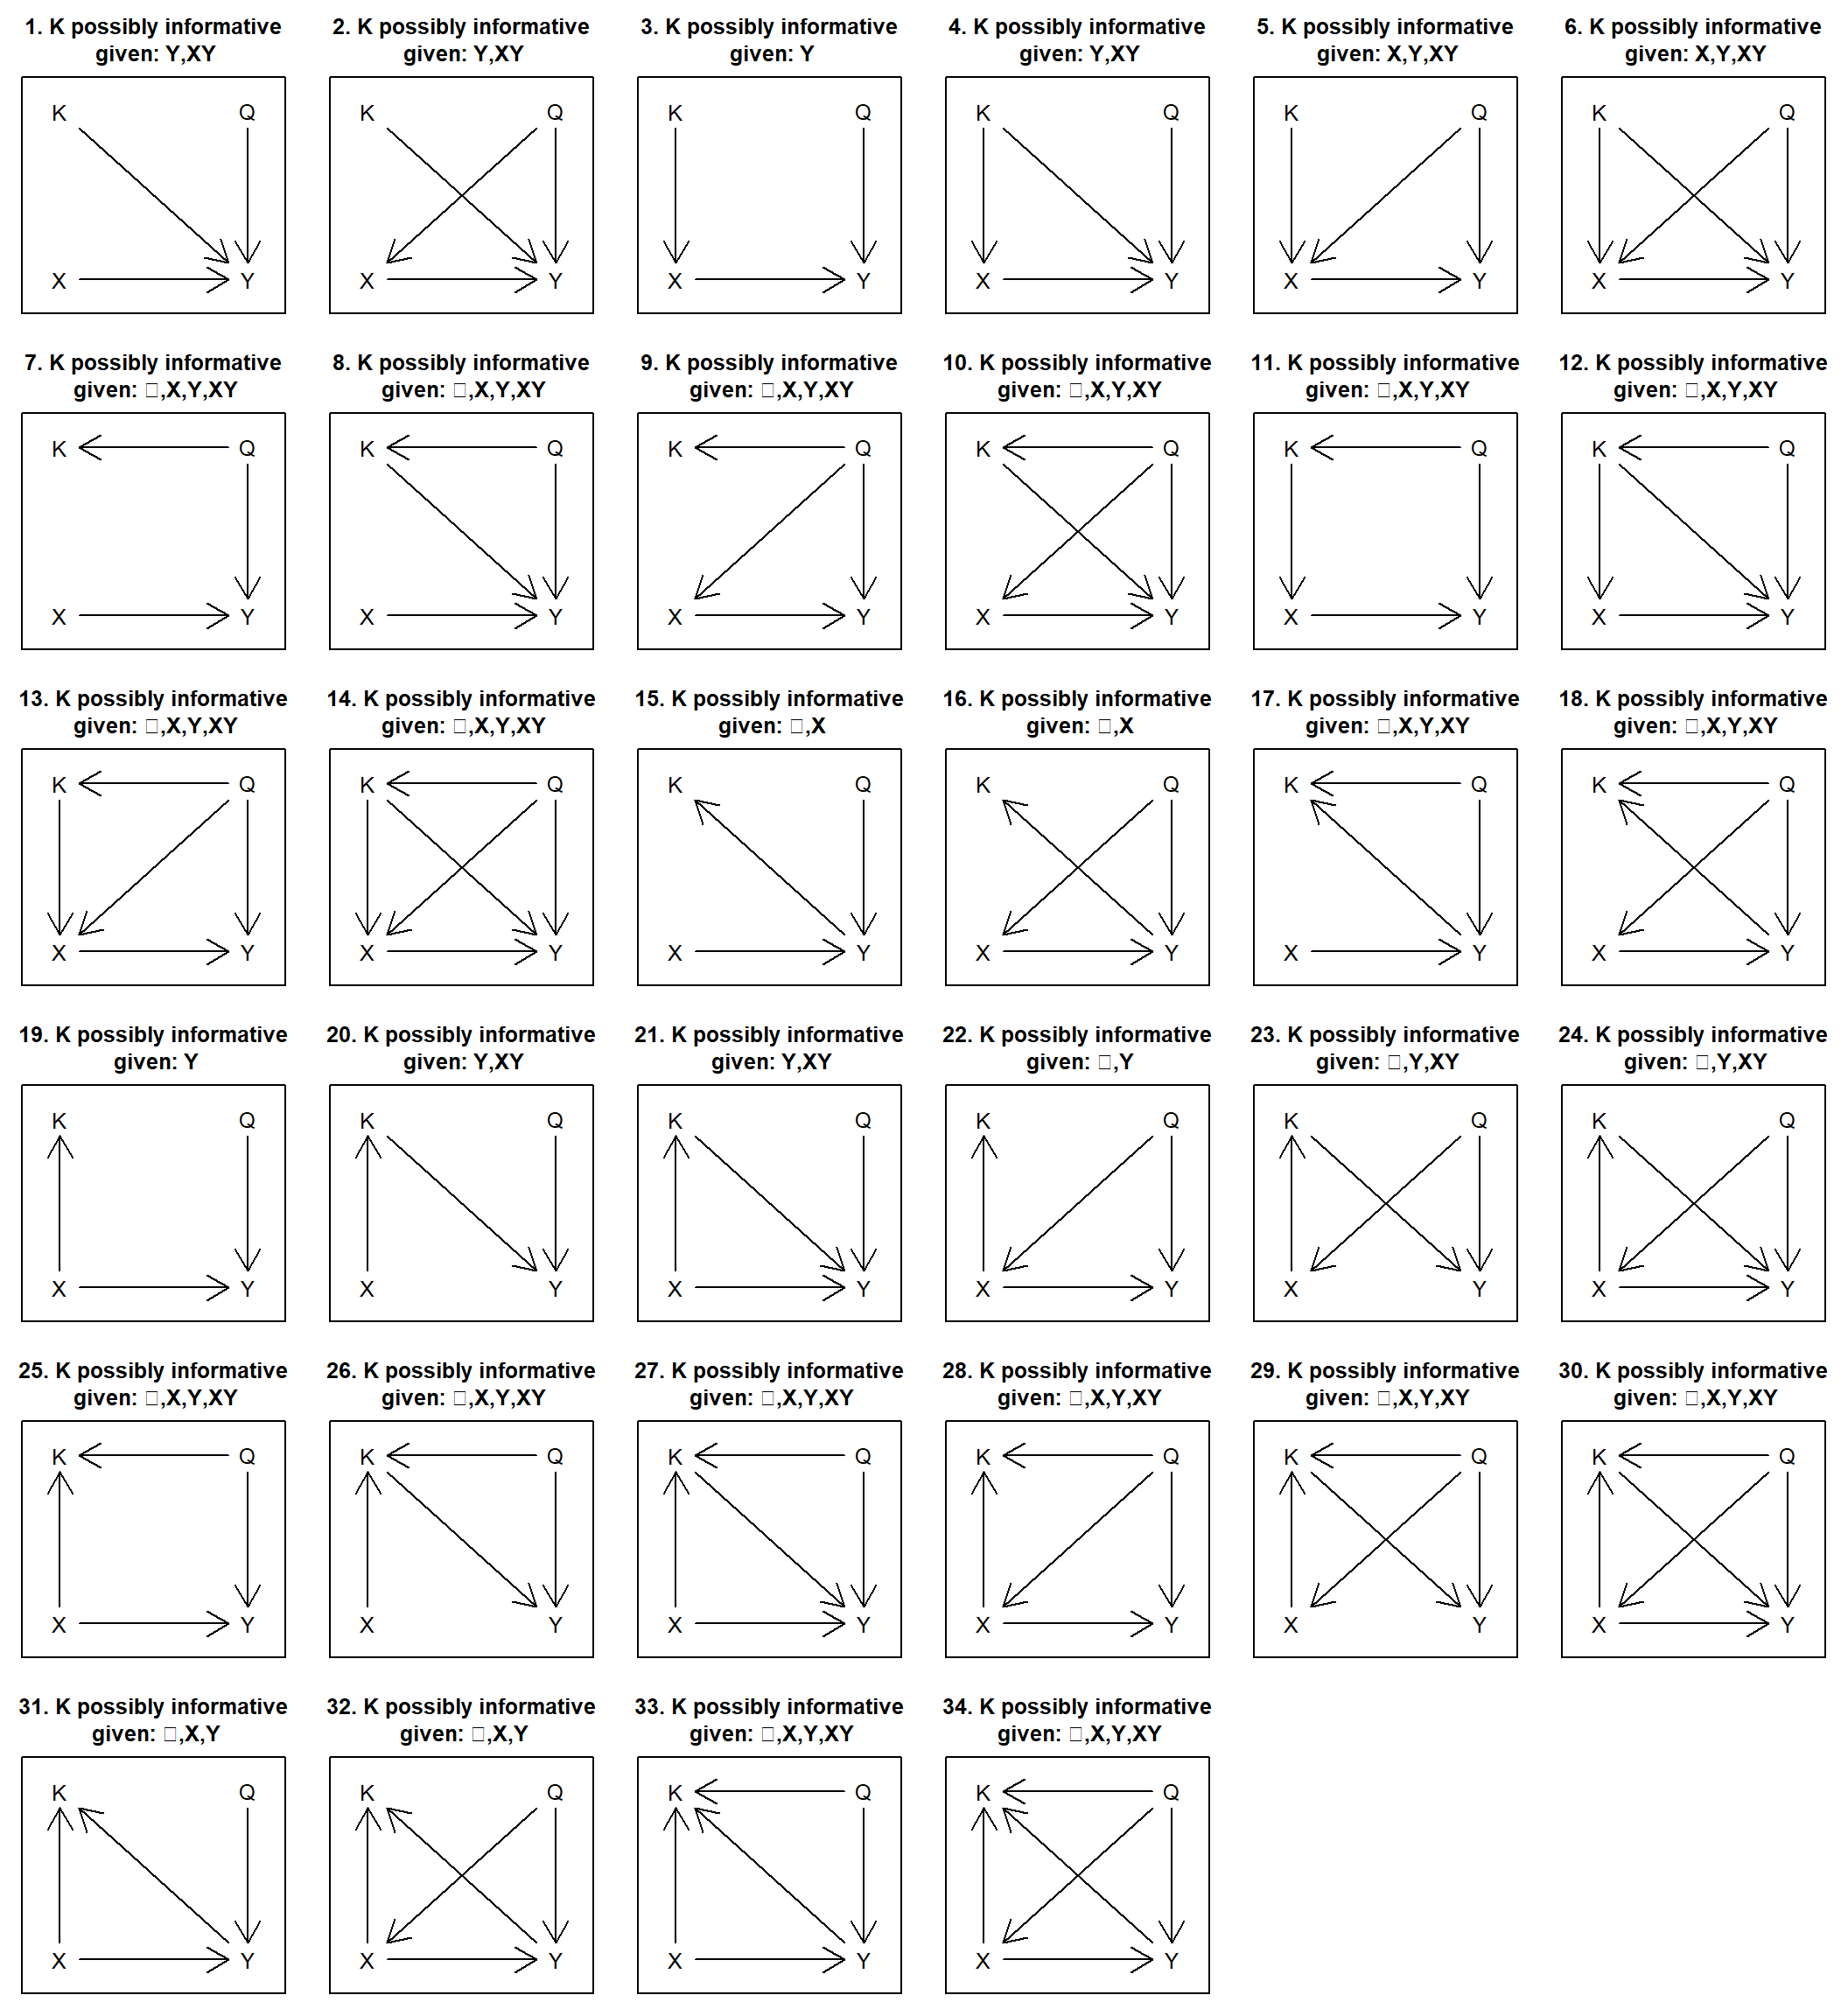 1. K possibly informative
given: Y,XY
K Q
X Y
2. K possibly informative
given: Y,XY
K Q
X Y
3. K possibly informative
given: Y
K Q
X Y
4. K possibly informative
given: Y,XY
K Q
X Y
5. K possibly informative
given: X,Y,XY
K Q
X Y
6. K possibly informative
given: X,Y,XY
K Q
X Y
7. K possibly informative
given: □,X,Y,XY
K Q
X Y
8. K possibly informative
given: □,X,Y,XY
K Q
X Y
9. K possibly informative
given: □,X,Y,XY
K Q
X Y
10. K possibly informative
given: □,X,Y,XY
K Q
X Y
11. K possibly informative
given: □,X,Y,XY
K Q
X Y
12. K possibly informative
given: □,X,Y,XY
K Q
X Y
13. K possibly informative
given: □,X,Y,XY
K Q
X Y
14. K possibly informative
given: □,X,Y,XY
K Q
X Y
15. K possibly informative
given: □,X
K Q
X Y
16. K possibly informative
given: □,X
K Q
X Y
17. K possibly informative
given: □,X,Y,XY
K Q
X Y
18. K possibly informative
given: □,X,Y,XY
K Q
X Y
19. K possibly informative
given: Y
K Q
X Y
20. K possibly informative
given: Y,XY
K Q
X Y
21. K possibly informative
given: Y,XY
K Q
X Y
22. K possibly informative
given: □,Y
K Q
X Y
23. K possibly informative
given: □,Y,XY
K Q
X Y
24. K possibly informative
given: □,Y,XY
K Q
X Y
25. K possibly informative
given: □,X,Y,XY
K Q
X Y
26. K possibly informative
given: □,X,Y,XY
K Q
X Y
27. K possibly informative
given: □,X,Y,XY
K Q
X Y
28. K possibly informative
given: □,X,Y,XY
K Q
X Y
29. K possibly informative
given: □,X,Y,XY
K Q
X Y
30. K possibly informative
given: □,X,Y,XY
K Q
X Y
31. K possibly informative
given: □,X,Y
K Q
X Y
32. K possibly informative
given: □,X,Y
K Q
X Y
33. K possibly informative
given: □,X,Y,XY
K Q
X Y
34. K possibly informative
given: □,X,Y,XY
K Q
X Y